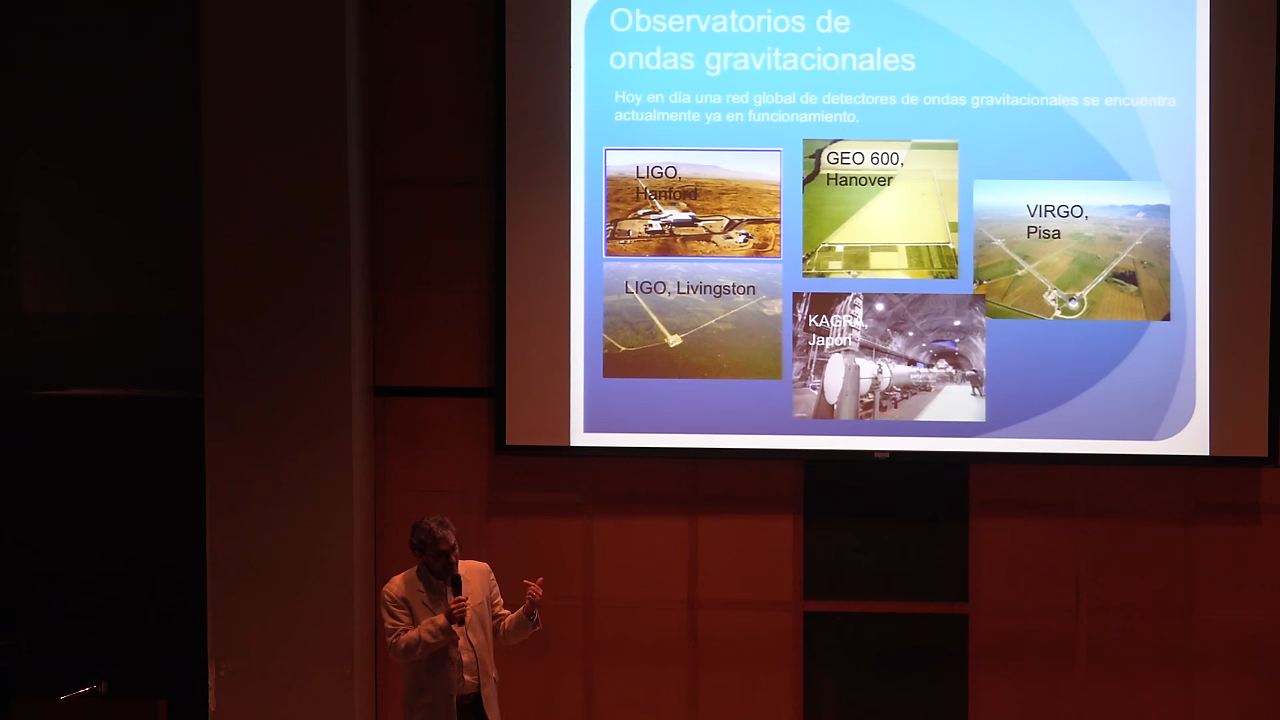 Observatorios de
ondas gravitacionales
Hoy en día una red global de detectores de ondas gravitacionales se encuentra
actualmente ya en funcionamiento.
LIGO,
Hanford
GEO 600,
Hanover
VIRGO,
Pisa
LIGO, Livingston
KAGRA,
Japón